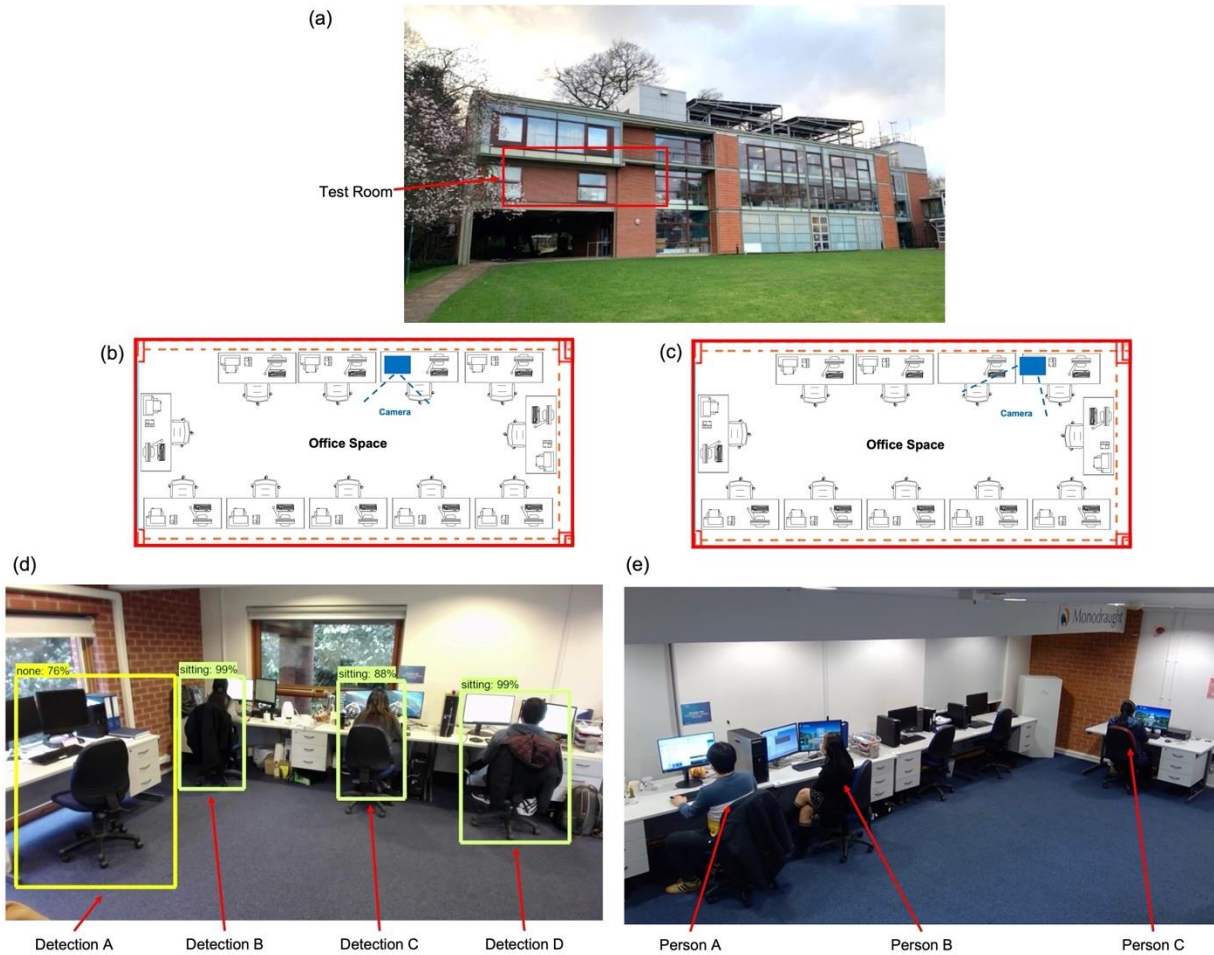 (a)
Test Room
(b)
Camera
Office Space
(c)
Camera
Office Space
(d)
none: 76%
sitting: 99%
sitting: 88%
sitting: 99%
Detection A
Detection B
Detection C
Detection D
(e)
Monodraught
Person A
Person B
Person C